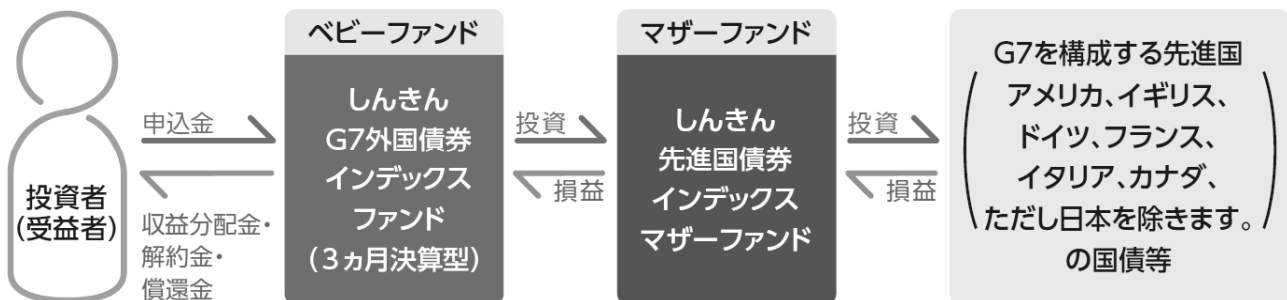 投資者
(受益者)
申込金
収益分配金・
解約金・
償還金
ベビーファンド
しんきん
G7外国債券
インデックス
ファンド
(3ヵ月決算型)
投資
損益
マザーファンド
しんきん
先進国債券
インデックス
マザーファンド
投資
損益
G7を構成する先進国
アメリカ、イギリス、
ドイツ、フランス、
イタリア、カナダ、
ただし日本を除きます。
の国債等